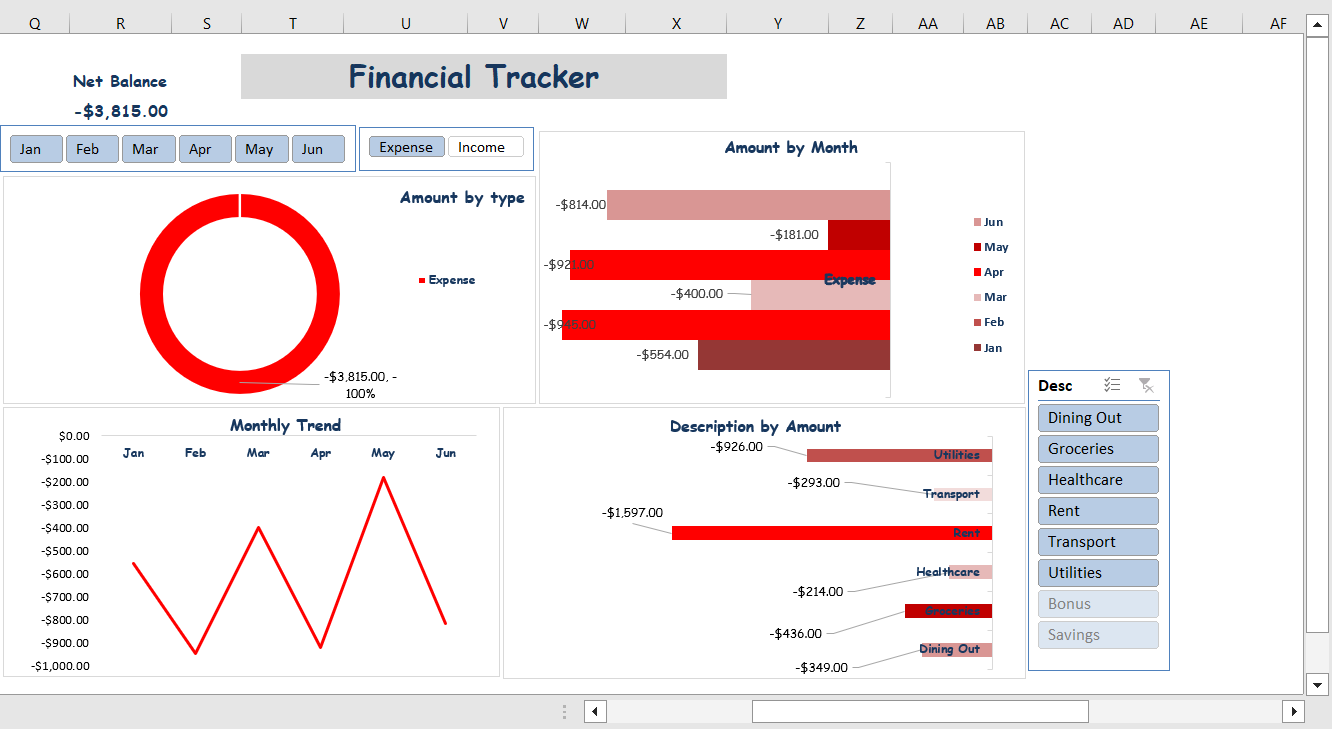 Q R S T U V W X Y Z AA AB AC AD AE AF
Financial Tracker
Net Balance
-$3,815.00
Jan Feb Mar Apr May Jun
Expense Income
Amount by type
Expense
-$3,815.00, -
100%
Amount by Month
-$814.00
-$181.00
-$921.00
Expense
-$400.00
-$945.00
-$554.00
Jun
May
Apr
Mar
Feb
Jan
Monthly Trend
$0.00
Jan Feb Mar Apr May Jun
-$100.00
-$200.00
-$300.00
-$400.00
-$500.00
-$600.00
-$700.00
-$800.00
-$900.00
-$1,000.00
Description by Amount
-$926.00 Utilities
-$293.00 Transport
-$1,597.00 Rent
Healthcare
-$214.00
Groceries
-$436.00
Dining Out
-$349.00
Desc
Dining Out
Groceries
Healthcare
Rent
Transport
Utilities
Bonus
Savings